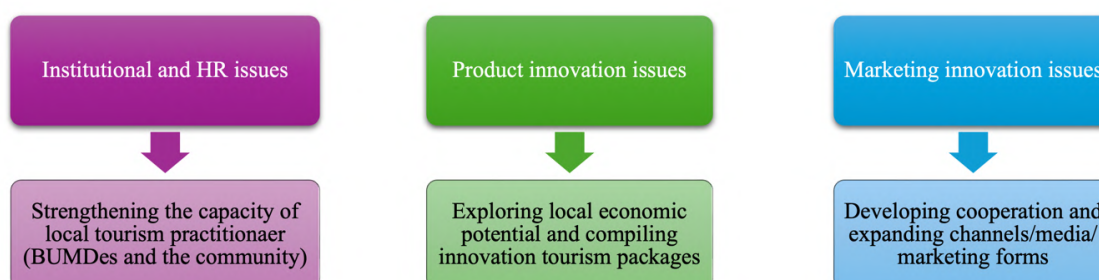 Institutional and HR issues
Product innovation issues
Marketing innovation issues
Strengthening the capacity of
local tourism practitionaer
(BUMDes and the community)
Exploring local economic
potential and compiling
innovation tourism packages
Developing cooperation and
expanding channels/media/
marketing forms